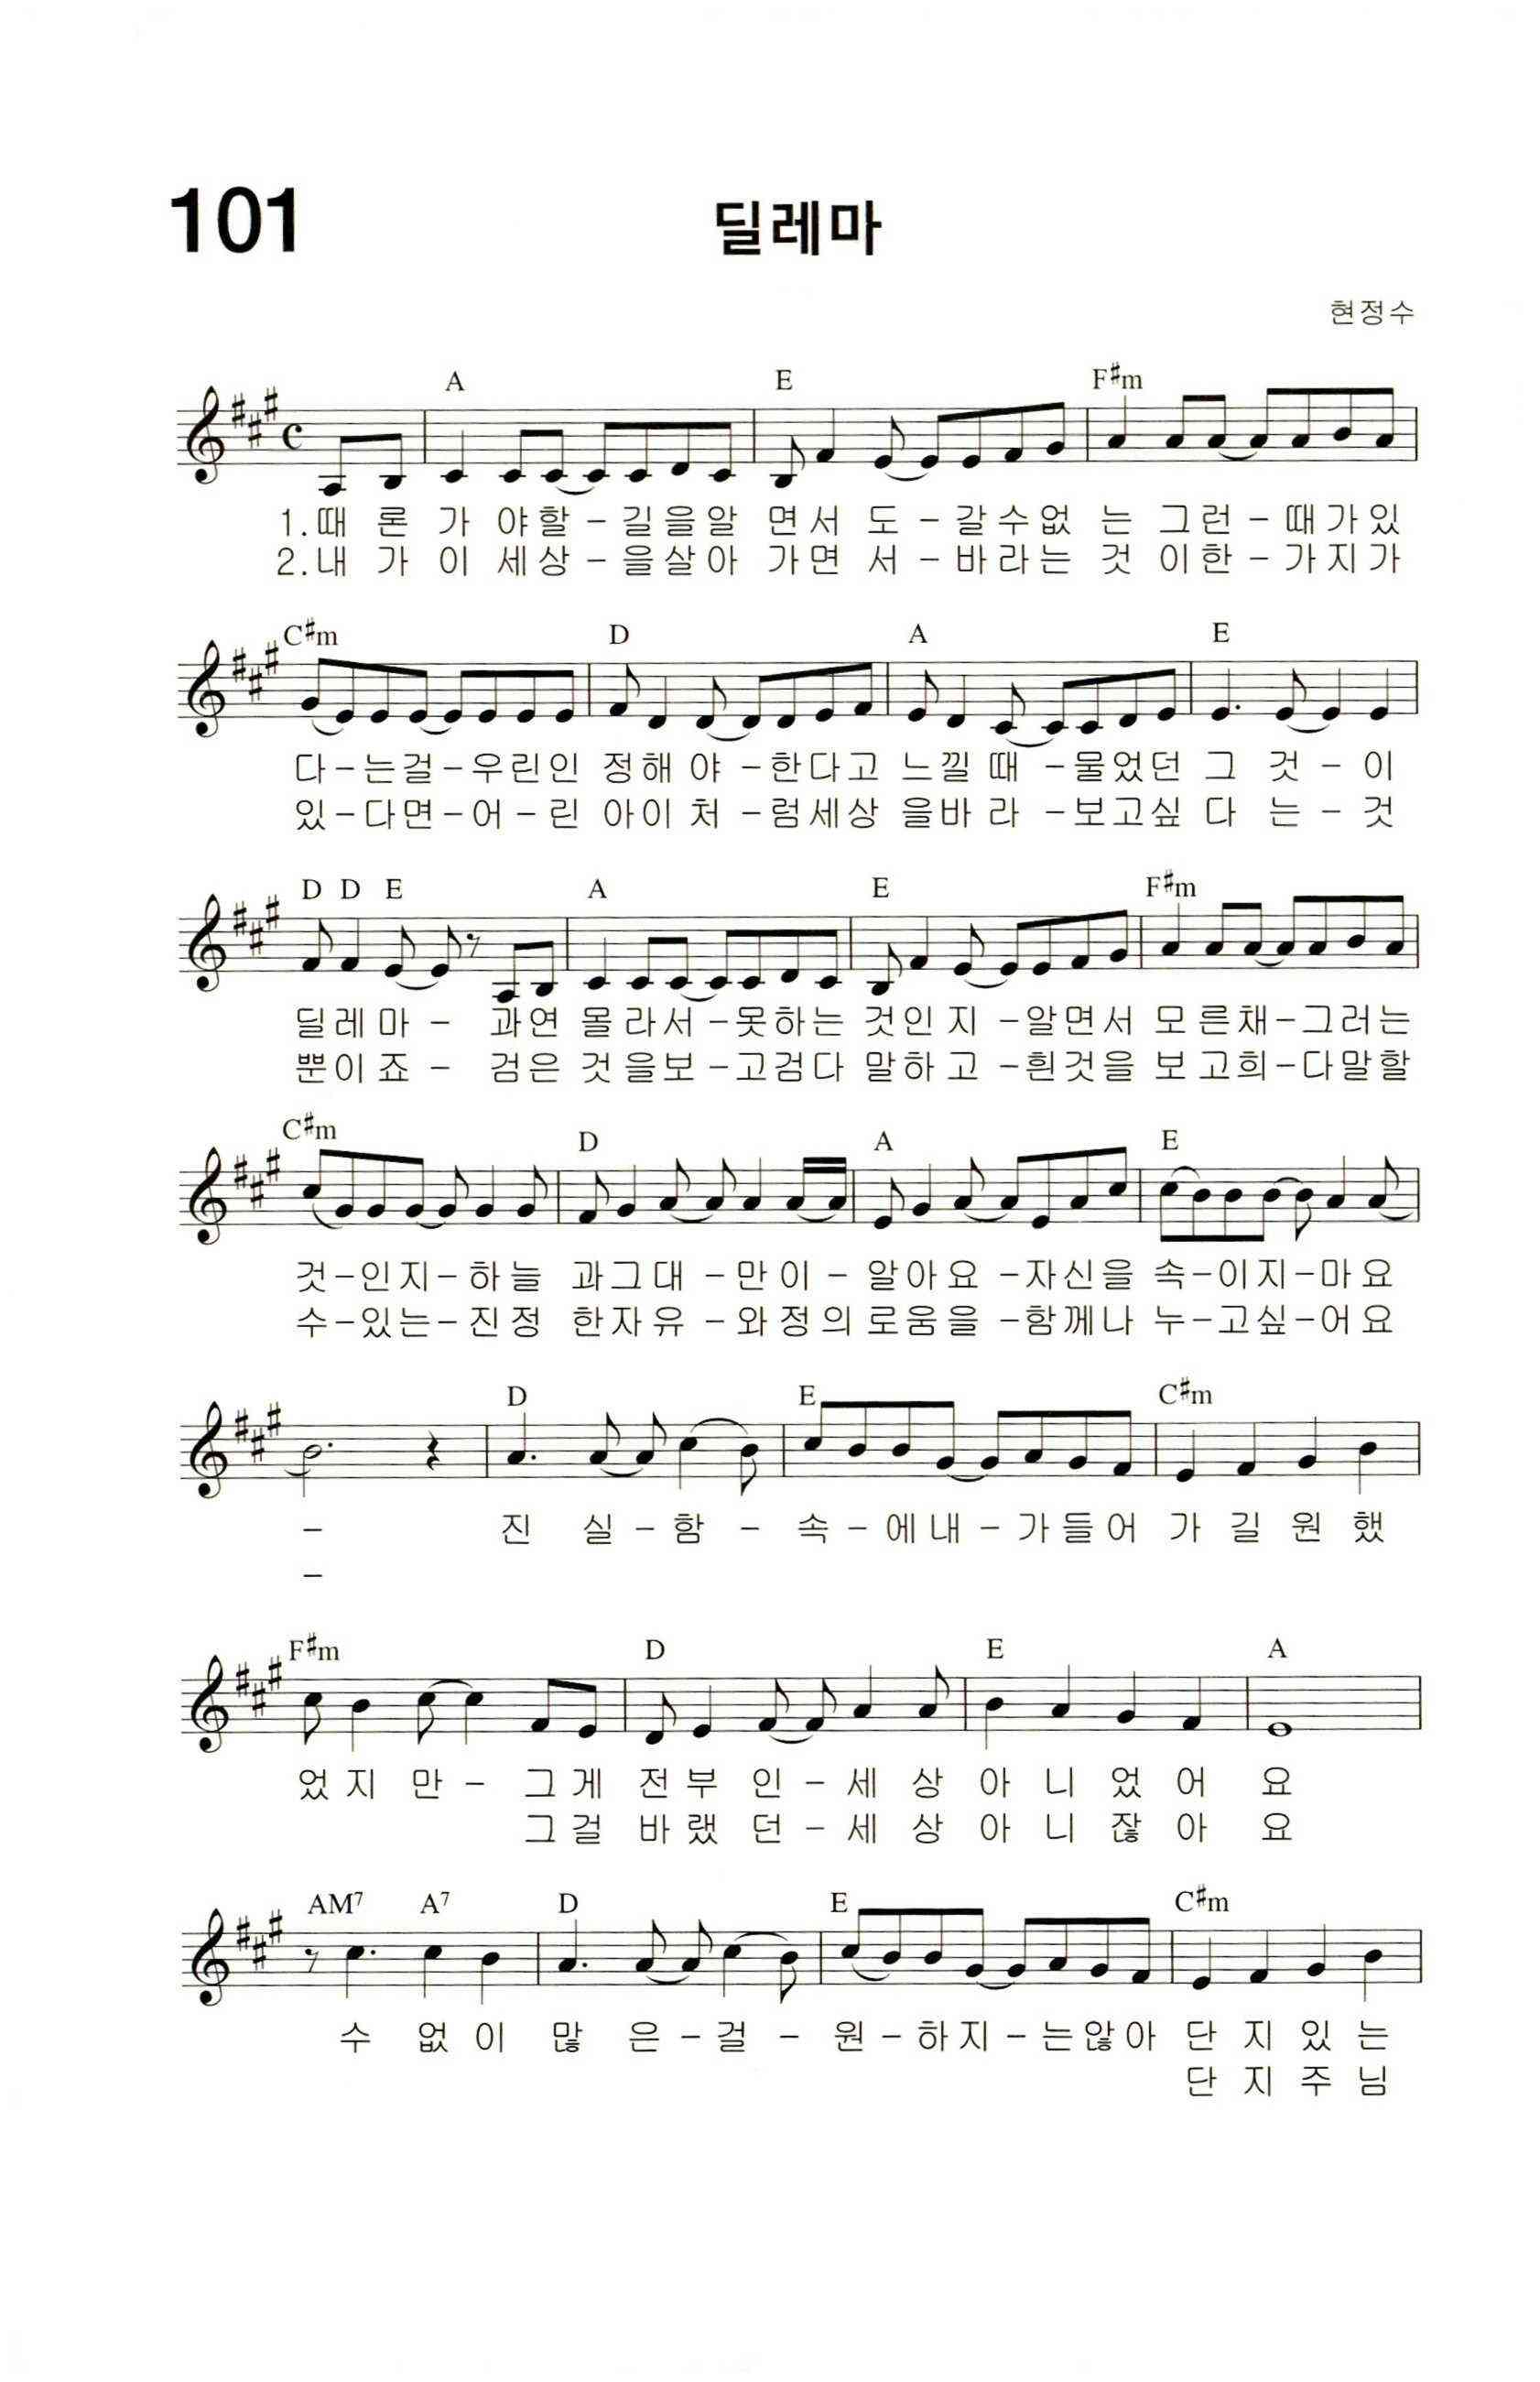 101
딜레마
현정수
A E F#m
1.때 론 가 야할-길을알 면서 도-갈수없 는 그런-때가있
2.내 가 이 세상-을살아 가면 서-바라는 것 이한-가지가
C#m D A E
다-는걸-우린인 정해 야-한다고 느낄 때-물었던 그 것-이
있-다면-어-린 아이 처-럼세상 을바 라-보고싶 다 는-것
D D E A E F#m
딜레 마- 과연 몰라서-못하는 것인 지-알면서 모른채-그러는
뿐이 죠- 검은 것을보-고검다 말하 고-흰것을 보고희-다말할
C#m D A E
것-인지-하늘 과그 대-만이- 알아 요-자신을 속-이지-마요
수-있는-진정 한자 유-와정의 로움 을-함께나 누-고싶-어요
D E C#m
- 진 실-함- 속-에내-가들어 가 길 원 했
-
F#m D E A
었지 만- 그게 전부 인-세 상 아 니 었 어 요
그걸 바랬 던-세 상 아 니 잖 아 요
AM7 A7 D E C#m
수 없이 많 은-걸- 원-하지-는않아 단 지 있 는
단 지 주 님